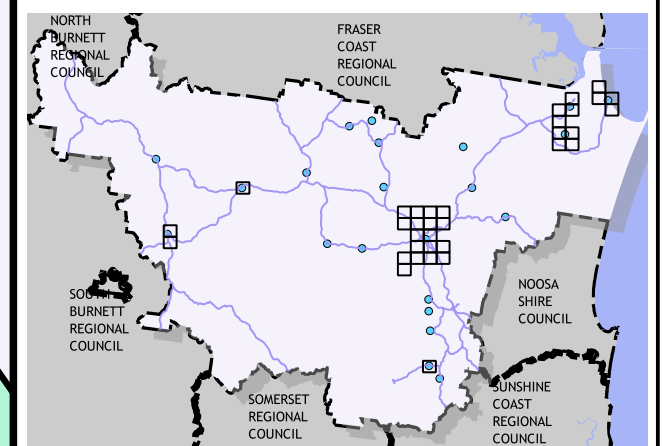 NORTH
BURNETT
REGIONAL
COUNCIL
FRASER
COAST
REGIONAL
COUNCIL
SOUTH
BURNETT
REGIONAL
COUNCIL
NOOSA
SHIRE
COUNCIL
SOMERSET
REGIONAL
COUNCIL
SUNSHINE
COAST
REGIONAL
COUNCIL